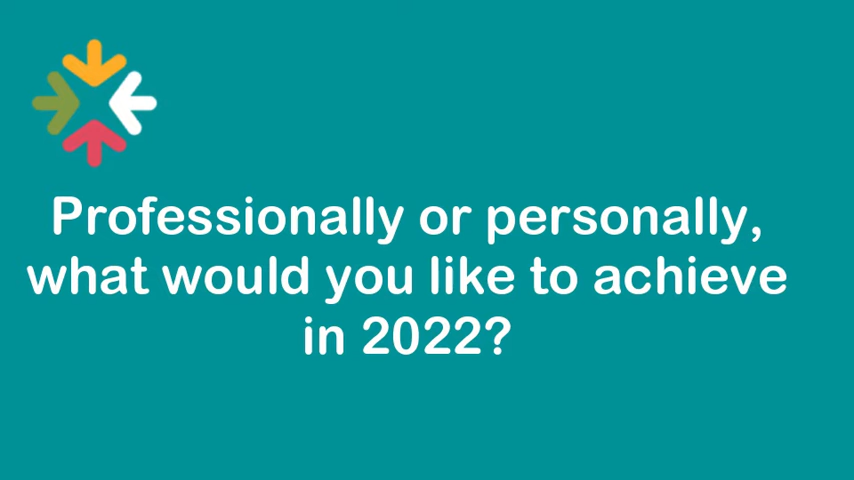 Professionally or personally,
what would you like to achieve
in 2022?